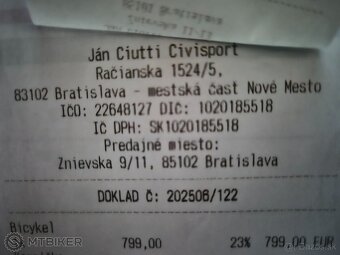 Ján Ciutti Civisport
Račianska 1524/5,
83102 Bratislava - mestská časť Nové Mesto
IČO: 22648127 DIČ: 1020185518
IČ DPH: SK1020185518
Predajné miesto:
Znievska 9/11, 85102 Bratislava
DOKLAD Č: 202506/122
Bicykel
799,00 23% 799,00 EUR
MTBIKER